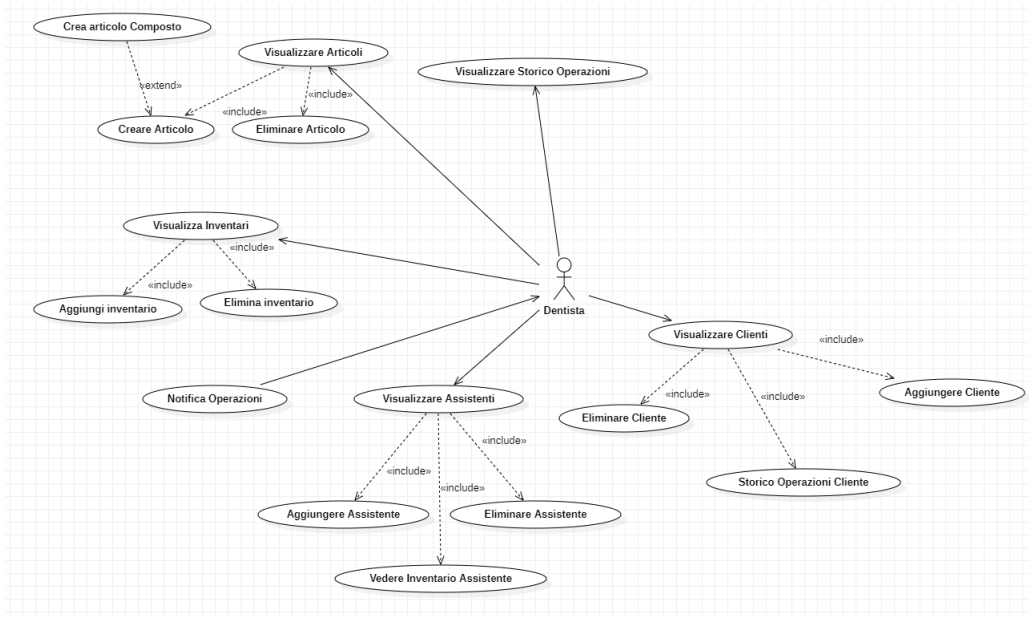 Crea articolo Composto
Visualizzare Articoli
Visualizzare Storico Operazioni
«extend»
«include»
«include»
Creare Articolo
Eliminare Articolo
Visualizza Inventari
«include»
«include»
Aggiungi inventario
Elimina inventario
Dentista
Visualizzare Clienti
«include»
Notifica Operazioni
Visualizzare Assistenti
«include»
«include»
Aggiungere Cliente
Eliminare Cliente
«include»
«include»
«include»
Storico Operazioni Cliente
Aggiungere Assistente
Eliminare Assistente
Vedere Inventario Assistente